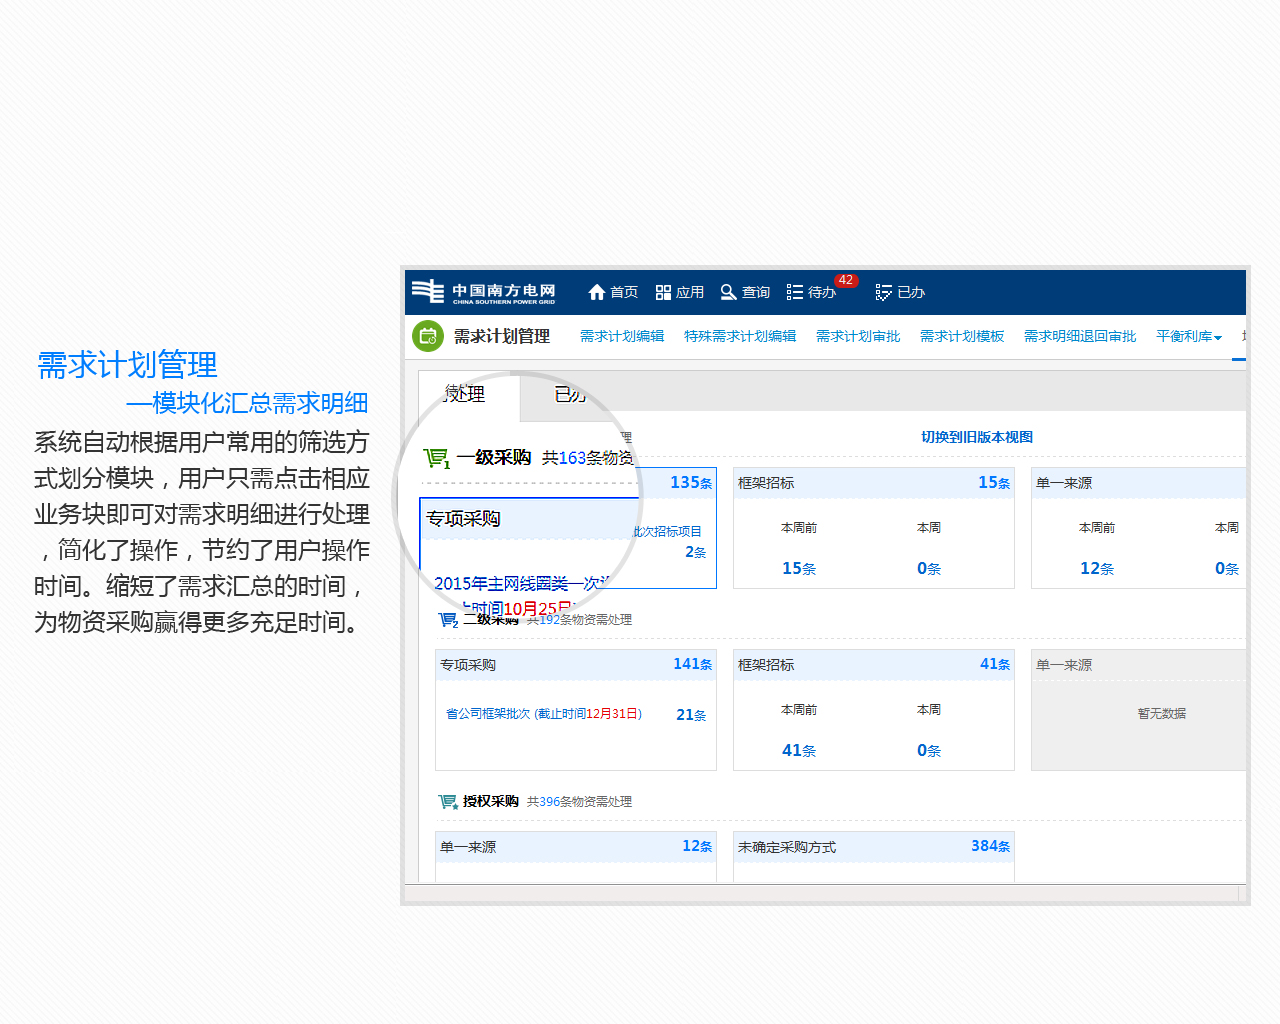 需求计划管理
—模块化汇总需求明细
系统自动根据用户常用的筛选方
式划分模块，用户只需点击相应
业务块即可对需求明细进行处理
，简化了操作，节约了用户操作
时间。缩短了需求汇总的时间，
为物资采购赢得更多充足时间。
中国南方电网
CHINA SOUTHERN POWER GRID
首页 应用 查询 待办 42 已办
需求计划管理 需求计划编辑 特殊需求计划编辑 需求计划审批 需求计划模板 需求明细退回审批 平衡利库
待处理 已办
切换到旧版本视图
一级采购 共163条物资 理
专项采购 135条 框架招标 15条 单一来源
批次招标项目 本周前 本周 本周前 本周
2条
15条 0条 12条 0条
2015年主网线圈类一次
止时间10月25日
二级采购 共192条物资需处理
专项采购 141条 框架招标 41条 单一来源
省公司框架批次 (截止时间12月31日) 21条 本周前 本周 暂无数据
41条 0条
授权采购 共396条物资需处理
单一来源 12条 未确定采购方式 384条